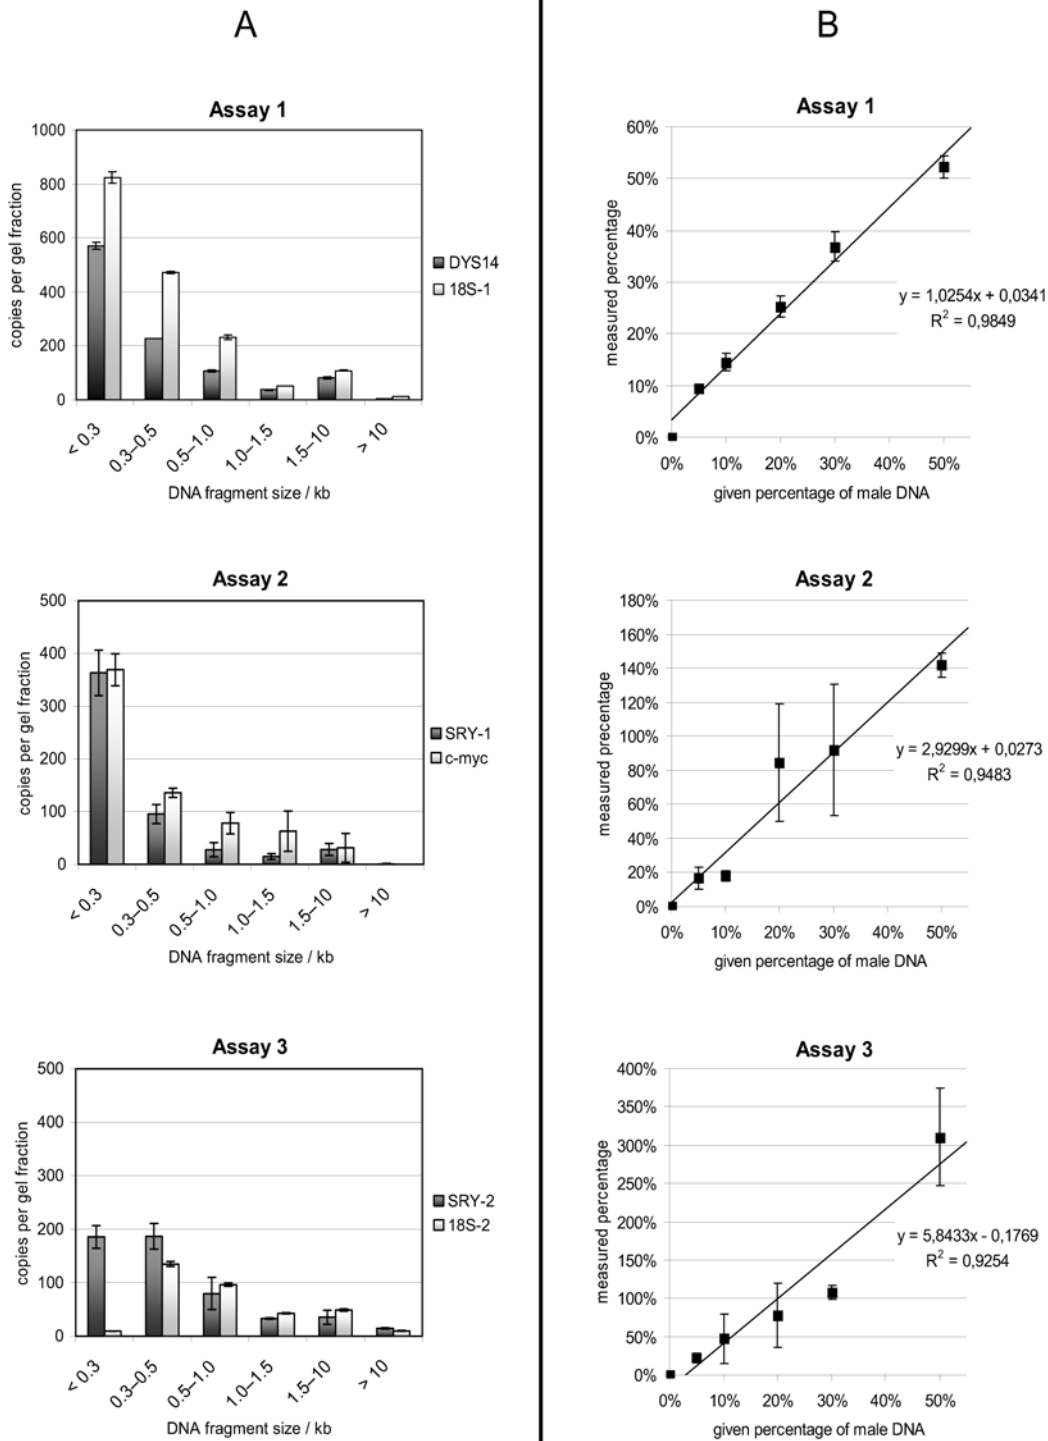 A
Assay 1
copies per gel fraction
1000
800
600
400
200
0
< 0.3
0.3–0.5
0.5–1.0
1.0–1.5
1.5–10
> 10
DNA fragment size / kb
DYS14
18S-1
Assay 2
copies per gel fraction
500
400
300
200
100
0
< 0.3
0.3–0.5
0.5–1.0
1.0–1.5
1.5–10
> 10
DNA fragment size / kb
SRY-1
c-myc
Assay 3
copies per gel fraction
500
400
300
200
100
0
< 0.3
0.3–0.5
0.5–1.0
1.0–1.5
1.5–10
> 10
DNA fragment size / kb
SRY-2
18S-2
B
Assay 1
measured percentage
60%
50%
40%
30%
20%
10%
0%
0% 10% 20% 30% 40% 50%
given percentage of male DNA
y = 1,0254x + 0,0341
R² = 0,9849
Assay 2
measured precentage
180%
160%
140%
120%
100%
80%
60%
40%
20%
0%
0% 10% 20% 30% 40% 50%
given percentage of male DNA
y = 2,9299x + 0,0273
R² = 0,9483
Assay 3
measured percentage
400%
350%
300%
250%
200%
150%
100%
50%
0%
0% 10% 20% 30% 40% 50%
given percentage of male DNA
y = 5,8433x - 0,1769
R² = 0,9254